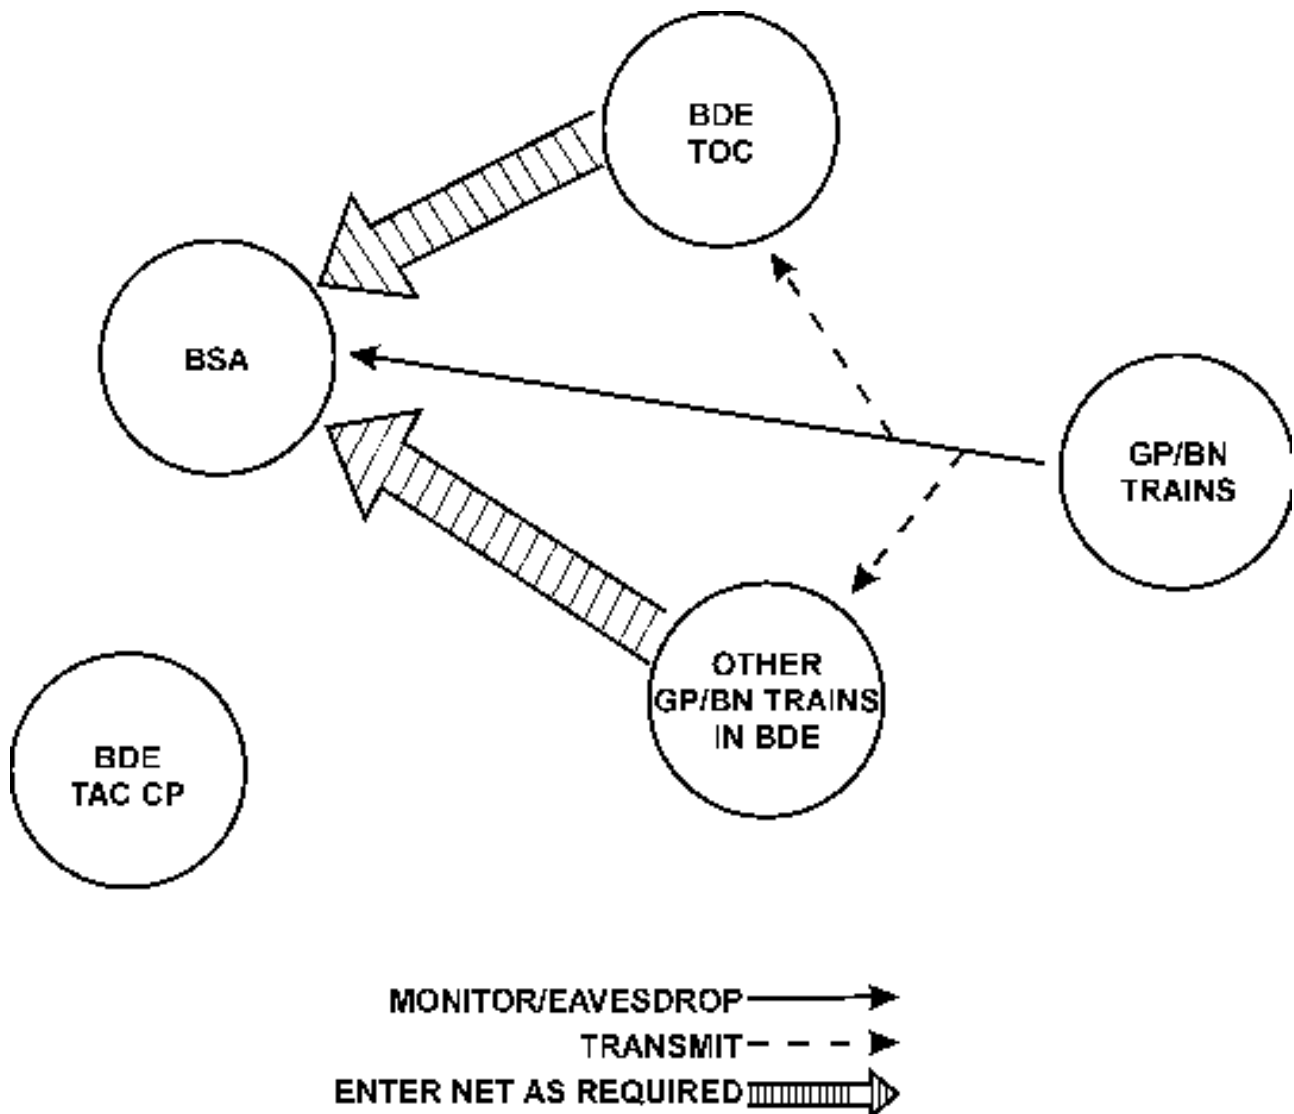 BDE
TOC
BSA
GP/BN
TRAINS
OTHER
GP/BN TRAINS
IN BDE
BDE
TAC CP
MONITOR/EAVESDROP
TRANSMIT
ENTER NET AS REQUIRED